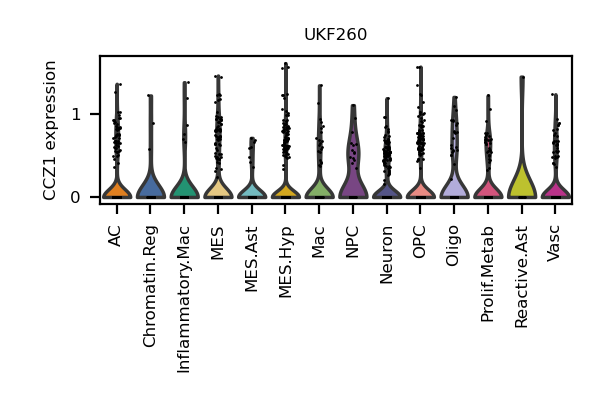 UKF260
CCZ1 expression
1
0
AC
Chromatin.Reg
Inflammatory.Mac
MES
MES.Ast
MES.Hyp
Mac
NPC
Neuron
OPC
Oligo
Prolif.Metab
Reactive.Ast
Vasc